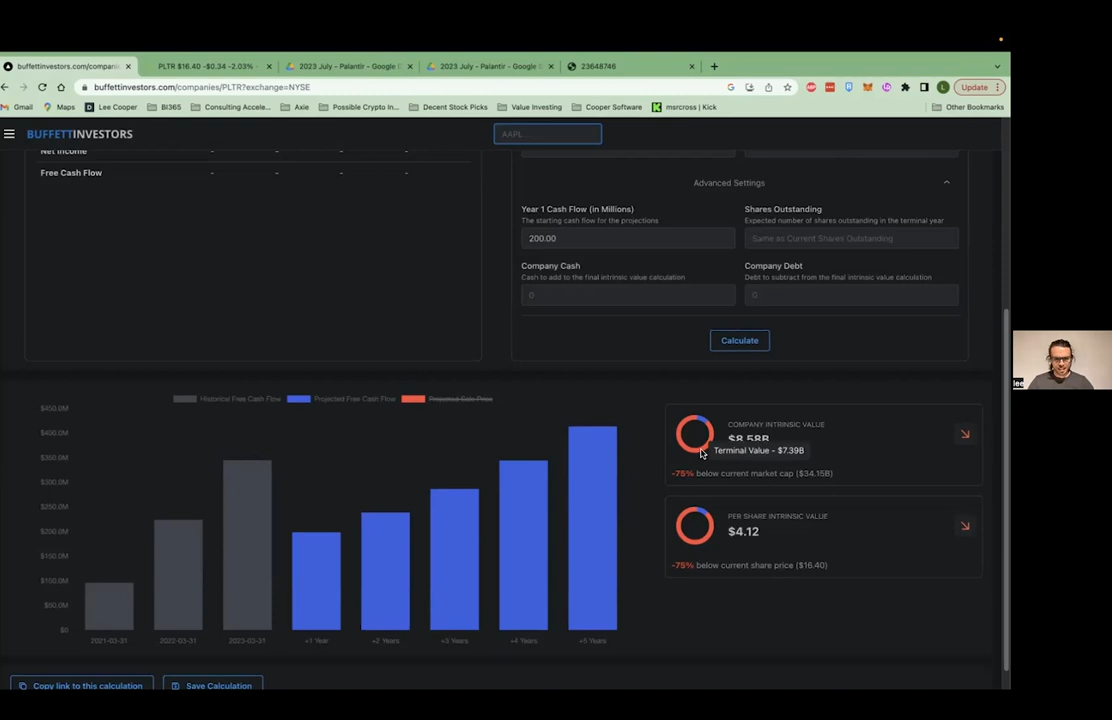 buffettinvestors.com/compani
PLTR $16.40 -$0.34 -2.03%
2023 July - Palantir - Google
2023 July - Palantir - Google
23648746
buffettinvestors.com/companies/PLTR?exchange=NYSE
Update
Gmail
Maps
Lee Cooper
BI365
Consulting Accele...
Axie
Possible Crypto In...
Decent Stock Picks
Value Investing
Cooper Software
msrcross | Kick
Other Bookmarks
BUFFETTINVESTORS
AAPL
Net Income - - - -
Free Cash Flow - - - -
Advanced Settings
Year 1 Cash Flow (in Millions)
The starting cash flow for the projections
200.00
Shares Outstanding
Expected number of shares outstanding in the terminal year
Same as Current Shares Outstanding
Company Cash
Cash to add to the final intrinsic value calculation
0
Company Debt
Debt to subtract from the final intrinsic value calculation
0
Calculate
Historical Free Cash Flow
Projected Free Cash Flow
Projected Sale Price
$450.0M
$400.0M
$350.0M
$300.0M
$250.0M
$200.0M
$150.0M
$100.0M
$50.0M
$0
2021-03-31
2022-03-31
2023-03-31
+1 Year
+2 Years
+3 Years
+4 Years
+5 Years
COMPANY INTRINSIC VALUE
$8.58B
Terminal Value - $7.39B
-75% below current market cap ($34.15B)
PER SHARE INTRINSIC VALUE
$4.12
-75% below current share price ($16.40)
Copy link to this calculation
Save Calculation
lee